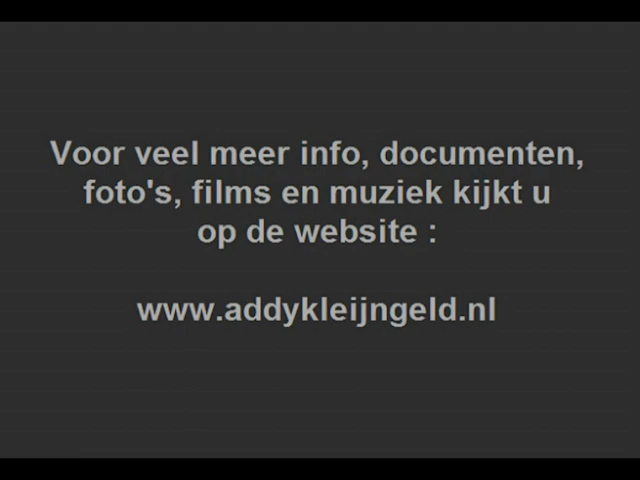 Voor veel meer info, documenten,
foto's, films en muziek kijkt u
op de website :
www.addykleijngeld.nl